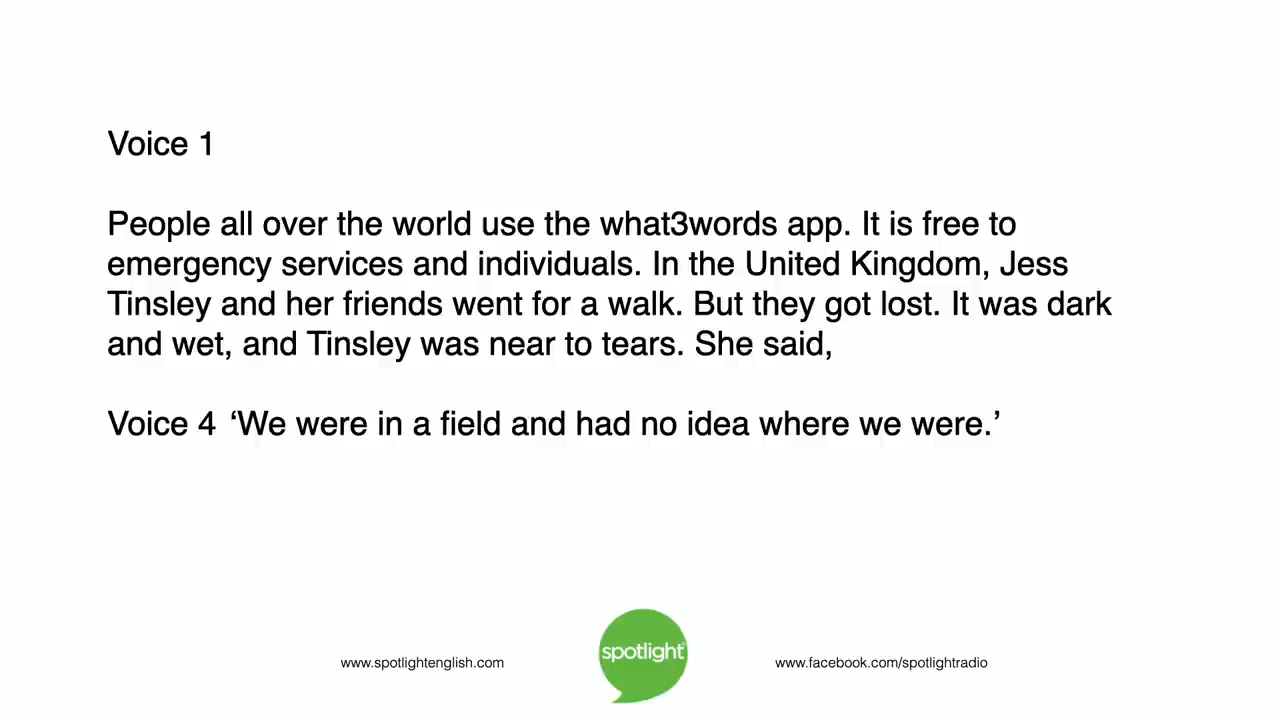 Voice 1
People all over the world use the what3words app. It is free to
emergency services and individuals. In the United Kingdom, Jess
Tinsley and her friends went for a walk. But they got lost. It was dark
and wet, and Tinsley was near to tears. She said,
Voice 4 ‘We were in a field and had no idea where we were.’
www.spotlightenglish.com
spotlight
www.facebook.com/spotlightradio